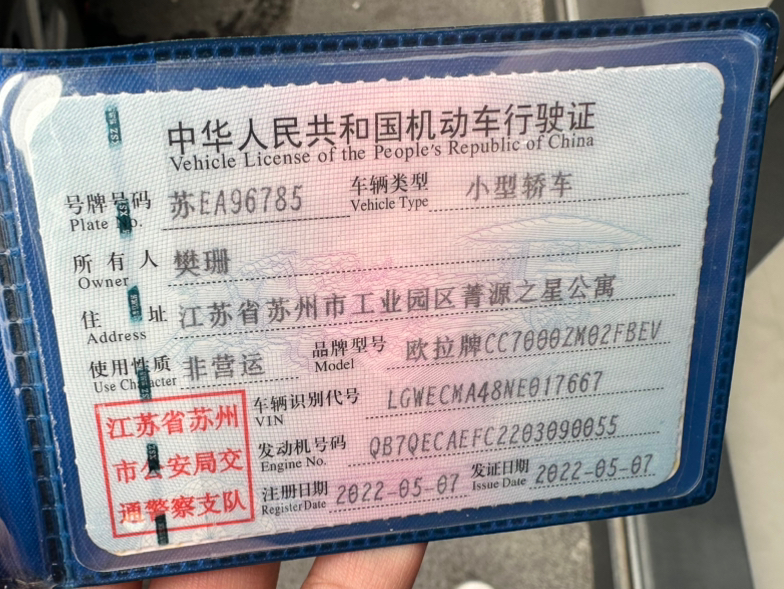 中华人民共和国机动车行驶证
Vehicle License of the People's Republic of China
号牌号码 苏EA96785 车辆类型 小型轿车
Plate No. Vehicle Type
所有人 樊珊
Owner
住址 江苏省苏州市工业园区菁源之星公寓
Address
使用性质 非营运 品牌型号 欧拉牌CC7000ZM02FBEV
Use Character Model
江苏省苏州
市公安局交
通警察支队
车辆识别代号 LGWECMA48NE017667
VIN
发动机号码 QB7QECAEFC2203090055
Engine No.
注册日期 2022-05-07 发证日期 2022-05-07
Register Date Issue Date